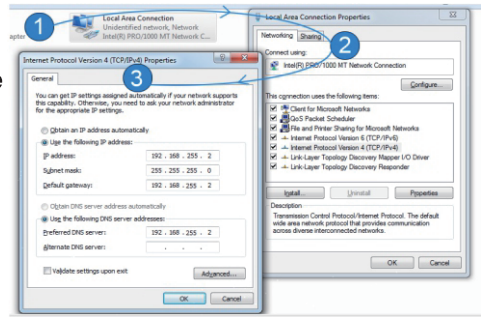 1
Local Area Connection
Unidentified network, Network
Intel(R) PRO/1000 MT Network C...
apter
e
2
Local Area Connection Properties
Networking Sharing
Connect using:
Intel(R) PRO/1000 MT Network Connection
Configure...
This connection uses the following items:
Client for Microsoft Networks
QoS Packet Scheduler
File and Printer Sharing for Microsoft Networks
Internet Protocol Version 6 (TCP/IPv6)
Internet Protocol Version 4 (TCP/IPv4)
Link-Layer Topology Discovery Mapper I/O Driver
Link-Layer Topology Discovery Responder
Install... Uninstall Properties
Description
Transmission Control Protocol/Internet Protocol. The default
wide area network protocol that provides communication
across diverse interconnected networks.
OK Cancel
3
Internet Protocol Version 4 (TCP/IPv4) Properties
General
You can get IP settings assigned automatically if your network supports
this capability. Otherwise, you need to ask your network administrator
for the appropriate IP settings.
Obtain an IP address automatically
Use the following IP address:
IP address: 192 . 168 . 255 . 2
Subnet mask: 255 . 255 . 255 . 0
Default gateway: 192 . 168 . 255 . 2
Obtain DNS server address automatically
Use the following DNS server addresses:
Preferred DNS server: 192 . 168 . 255 . 2
Alternate DNS server: . . .
Validate settings upon exit
Advanced...
OK Cancel